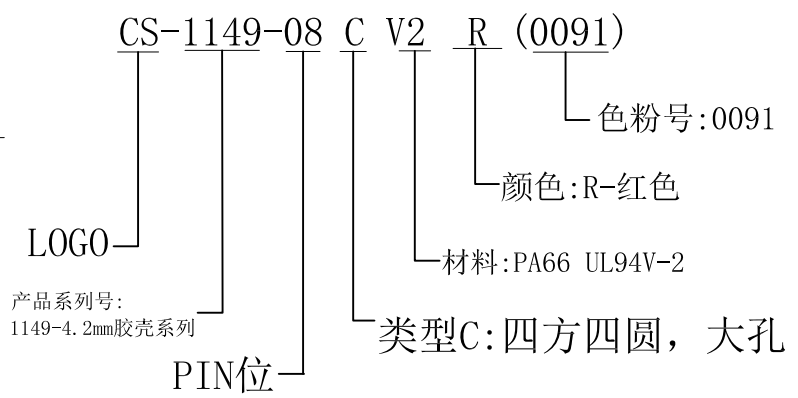 CS-1149-08 C V2 R (0091)
色粉号:0091
颜色:R-红色
LOGO
材料:PA66 UL94V-2
产品系列号:
1149-4.2mm胶壳系列
类型C:四方四圆，大孔
PIN位